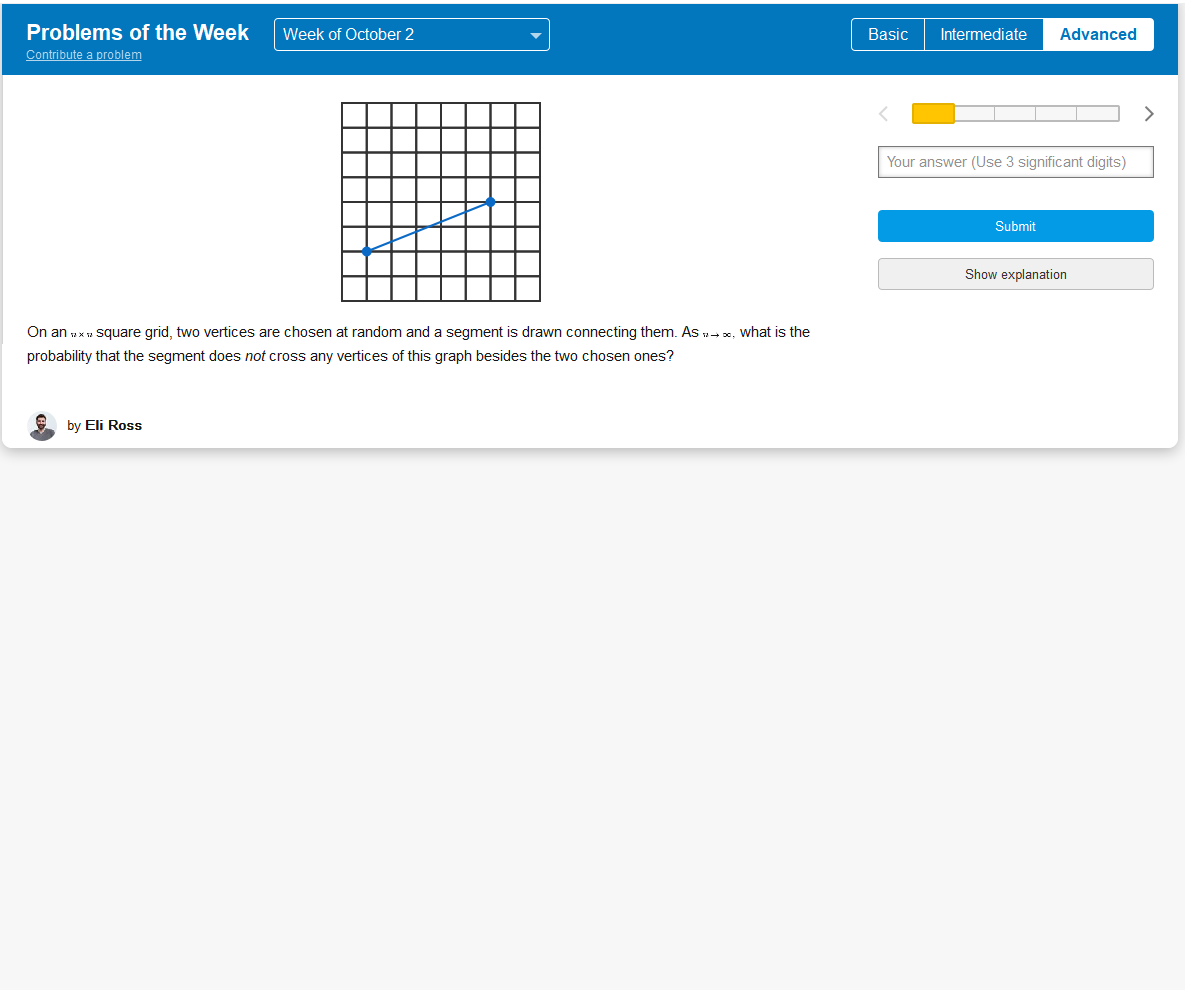 Problems of the Week
Contribute a problem
Week of October 2
Basic
Intermediate
Advanced
Your answer (Use 3 significant digits)
Submit
Show explanation
On an n × n square grid, two vertices are chosen at random and a segment is drawn connecting them. As n → ∞, what is the
probability that the segment does not cross any vertices of this graph besides the two chosen ones?
by Eli Ross